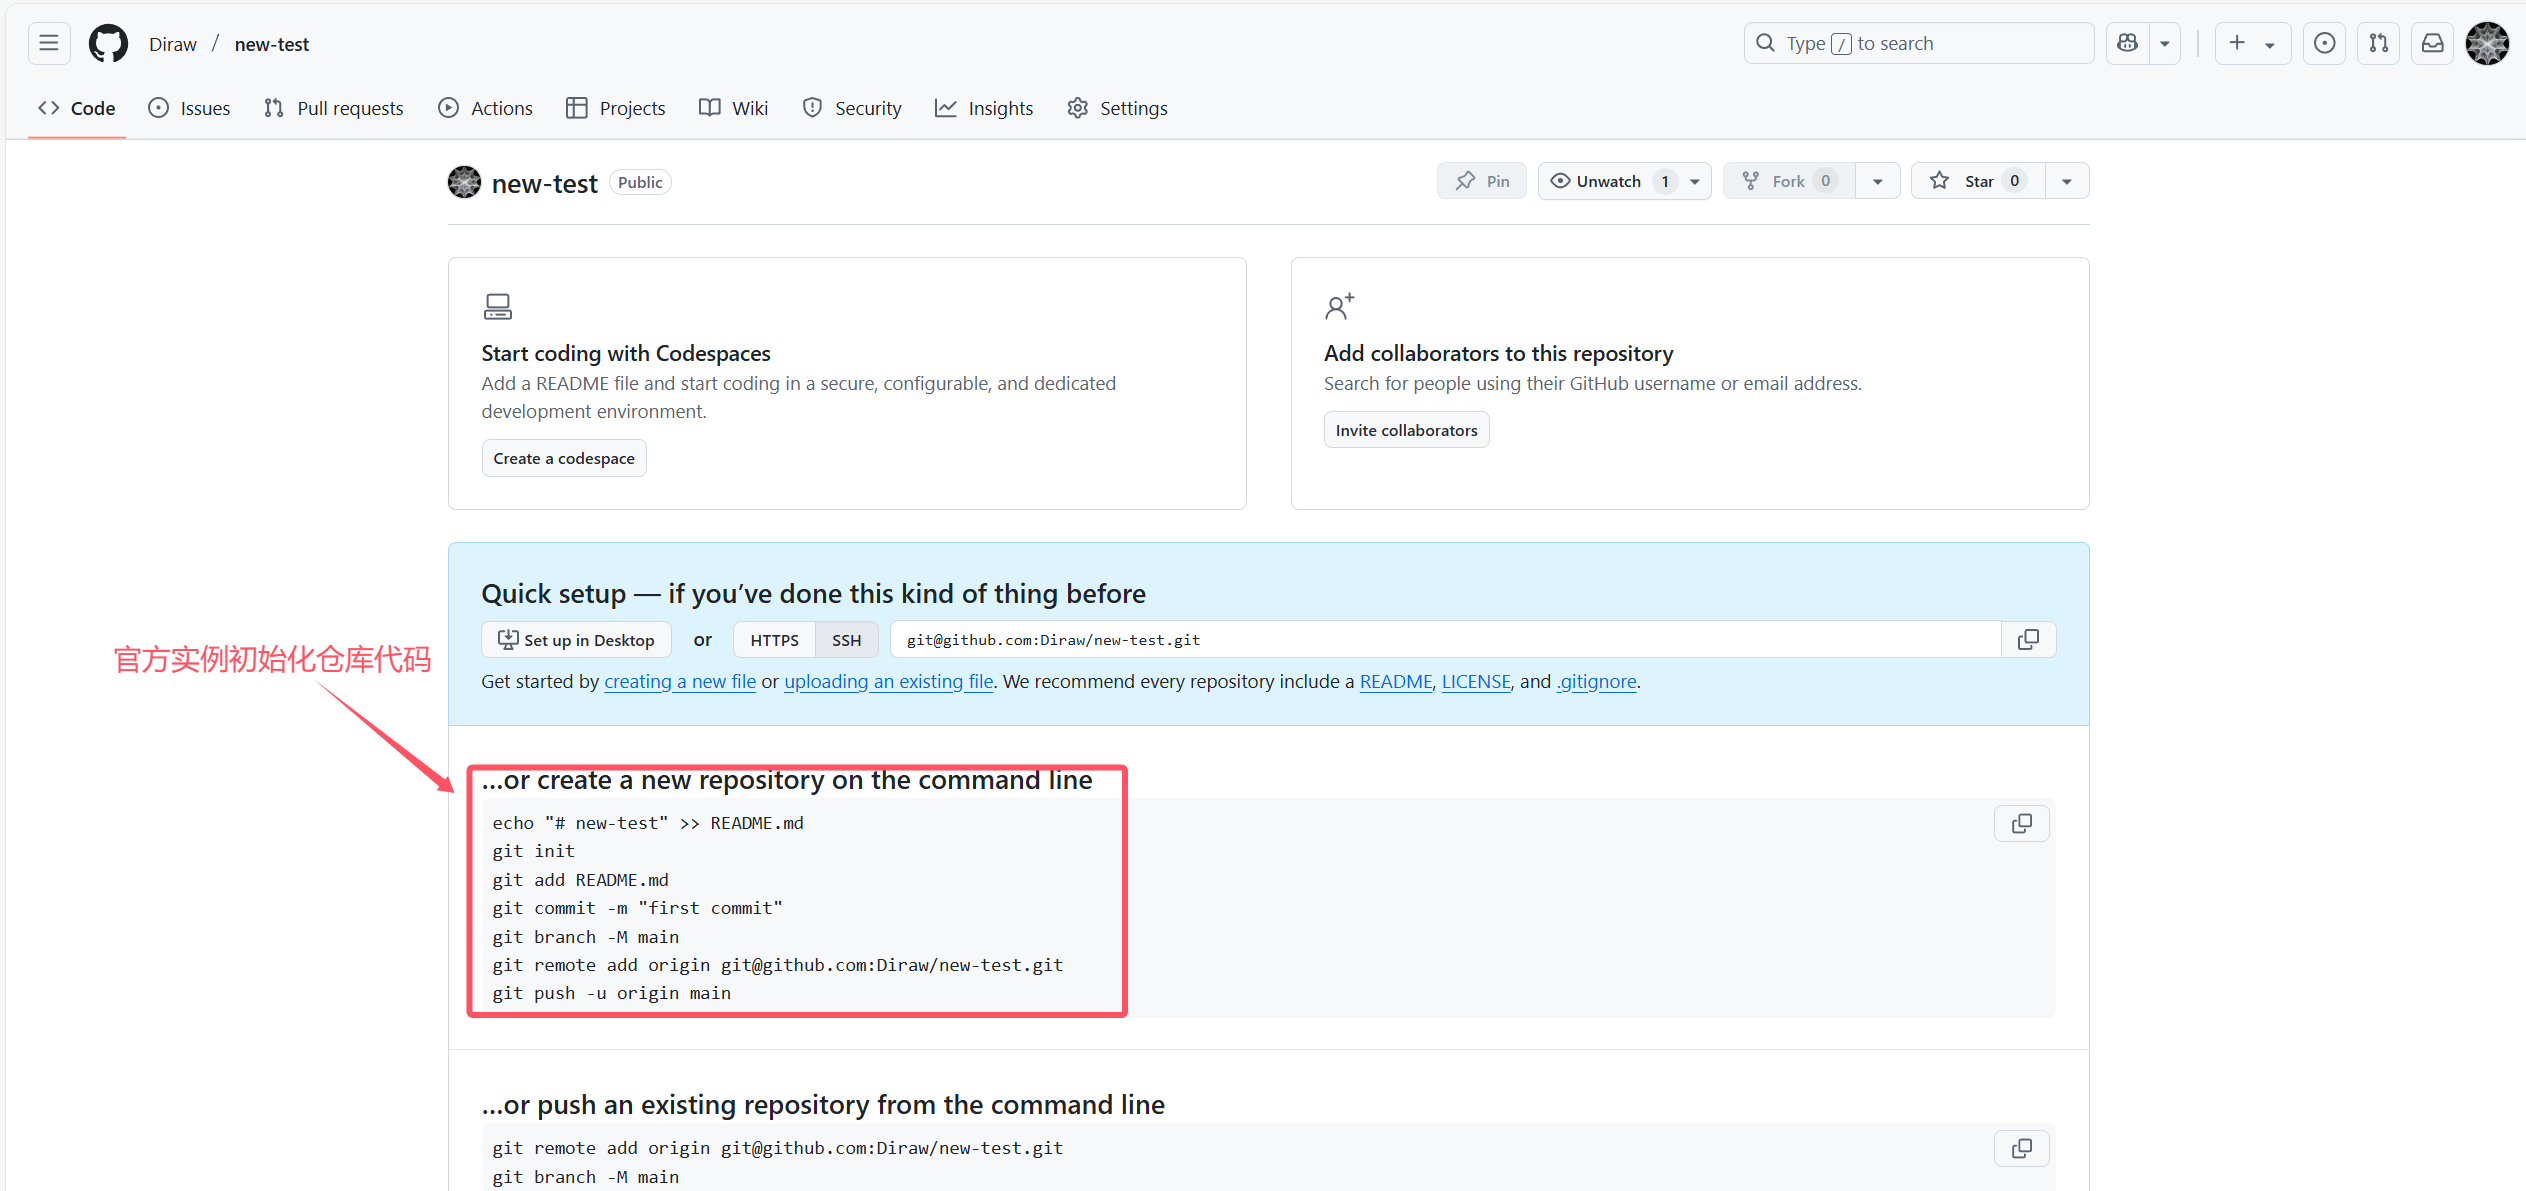 Diraw / new-test
Type / to search
Code
Issues
Pull requests
Actions
Projects
Wiki
Security
Insights
Settings
new-test Public
Pin
Unwatch 1
Fork 0
Star 0
Start coding with Codespaces
Add a README file and start coding in a secure, configurable, and dedicated
development environment.
Create a codespace
Add collaborators to this repository
Search for people using their GitHub username or email address.
Invite collaborators
Quick setup — if you’ve done this kind of thing before
Set up in Desktop or HTTPS SSH git@github.com:Diraw/new-test.git
Get started by creating a new file or uploading an existing file. We recommend every repository include a README, LICENSE, and .gitignore.
官方实例初始化仓库代码
…or create a new repository on the command line
echo "# new-test" >> README.md
git init
git add README.md
git commit -m "first commit"
git branch -M main
git remote add origin git@github.com:Diraw/new-test.git
git push -u origin main
…or push an existing repository from the command line
git remote add origin git@github.com:Diraw/new-test.git
git branch -M main